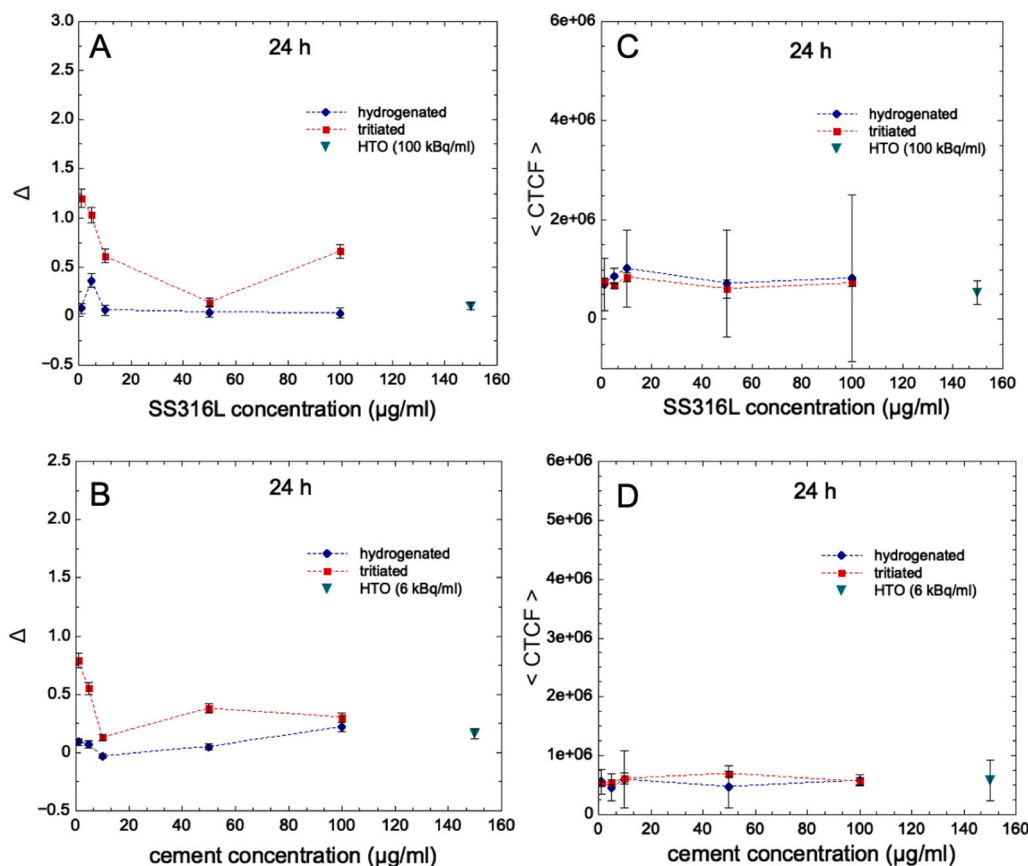 A
24 h
hydrogenated
tritiated
HTO (100 kBq/ml)
3.0
2.5
2.0
1.5
1.0
0.5
0
−0.5
Δ
0 20 40 60 80 100 120 140 160
SS316L concentration (µg/ml)
C
24 h
hydrogenated
tritiated
HTO (100 kBq/ml)
6e+06
4e+06
2e+06
0
< CTCF >
0 20 40 60 80 100 120 140 160
SS316L concentration (µg/ml)
B
24 h
hydrogenated
tritiated
HTO (6 kBq/ml)
2.5
2.0
1.5
1.0
0.5
0
−0.5
Δ
0 20 40 60 80 100 120 140 160
cement concentration (µg/ml)
D
24 h
hydrogenated
tritiated
HTO (6 kBq/ml)
6e+06
5e+06
4e+06
3e+06
2e+06
1e+06
0
< CTCF >
0 20 40 60 80 100 120 140 160
cement concentration (µg/ml)